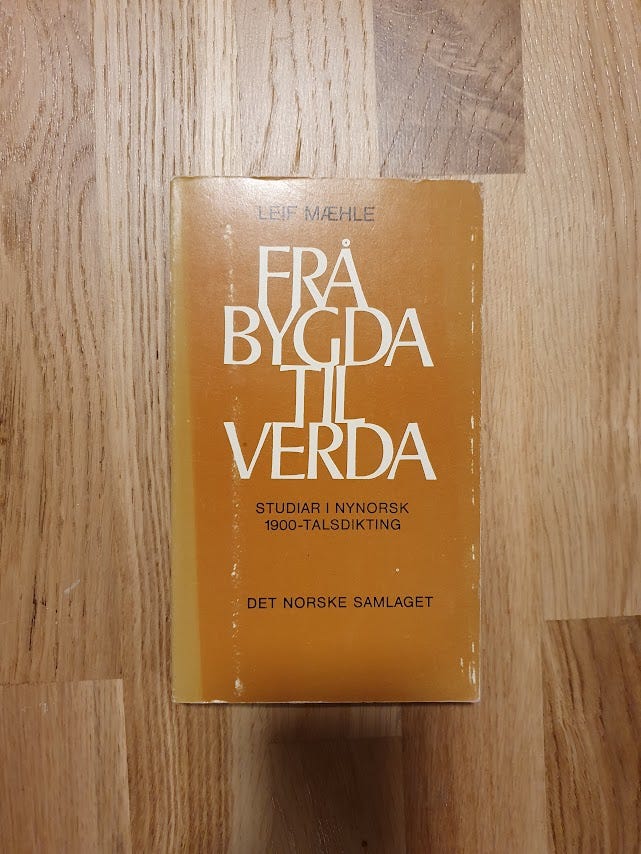 LEIF MÆHLE
FRÅ
BYGDA
TIL
VERDA
STUDIAR I NYNORSK
1900-TALSDIKTING
DET NORSKE SAMLAGET